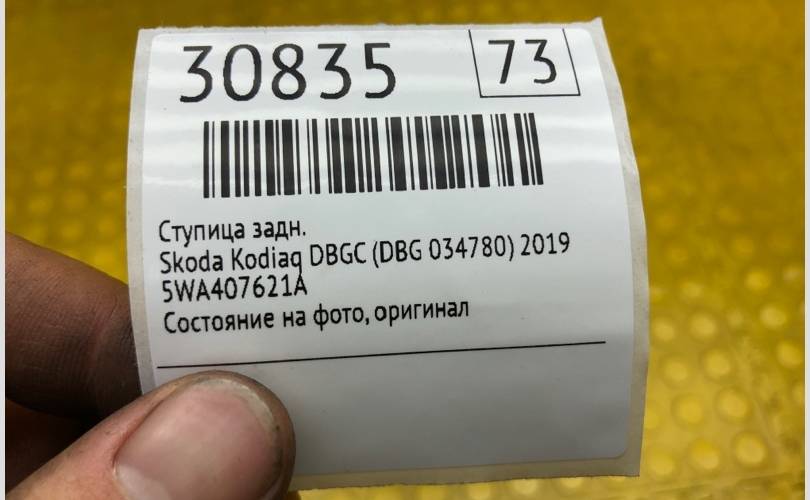 30835 73
Ступица задн.
Skoda Kodiaq DBGC (DBG 034780) 2019
5WA407621A
Состояние на фото, оригинал